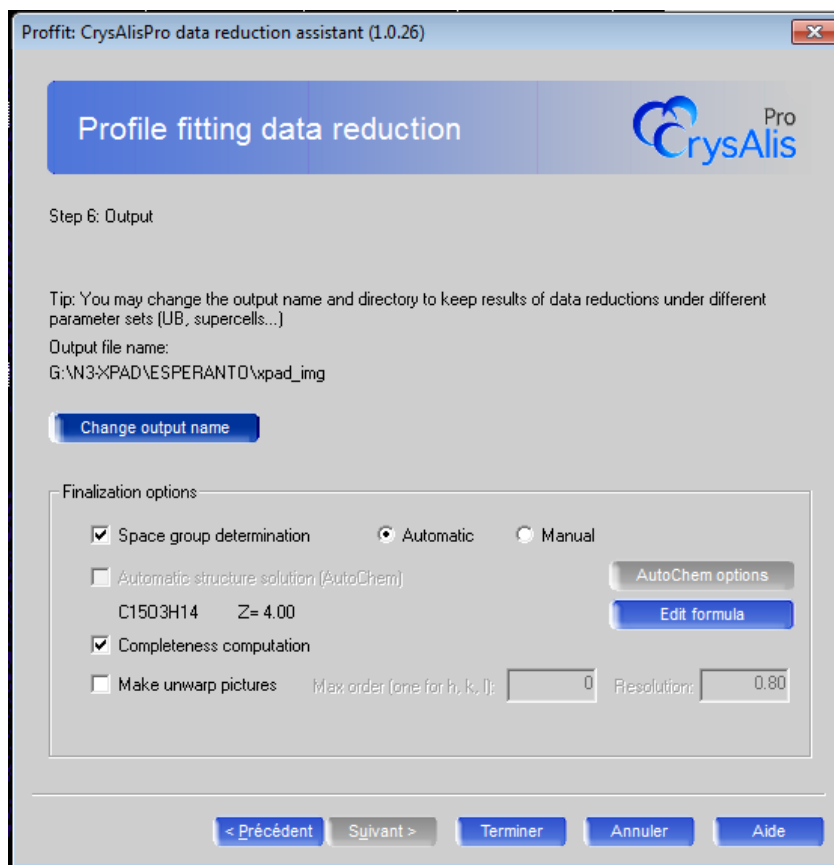 Proffit: CrysAlisPro data reduction assistant (1.0.26)
Profile fitting data reduction
Pro
CrysAlis
Step 6: Output
Tip: You may change the output name and directory to keep results of data reductions under different
parameter sets (UB, supercells...)
Output file name:
G:\N3-XPAD\ESPERANTO\xpad_img
Change output name
Finalization options
Space group determination Automatic Manual
Automatic structure solution (AutoChem) AutoChem options
C15O3H14 Z= 4.00 Edit formula
Completeness computation
Make unwarp pictures Max order (one for h, k, l): 0 Resolution: 0.80
< Précédent Suivant > Terminer Annuler Aide